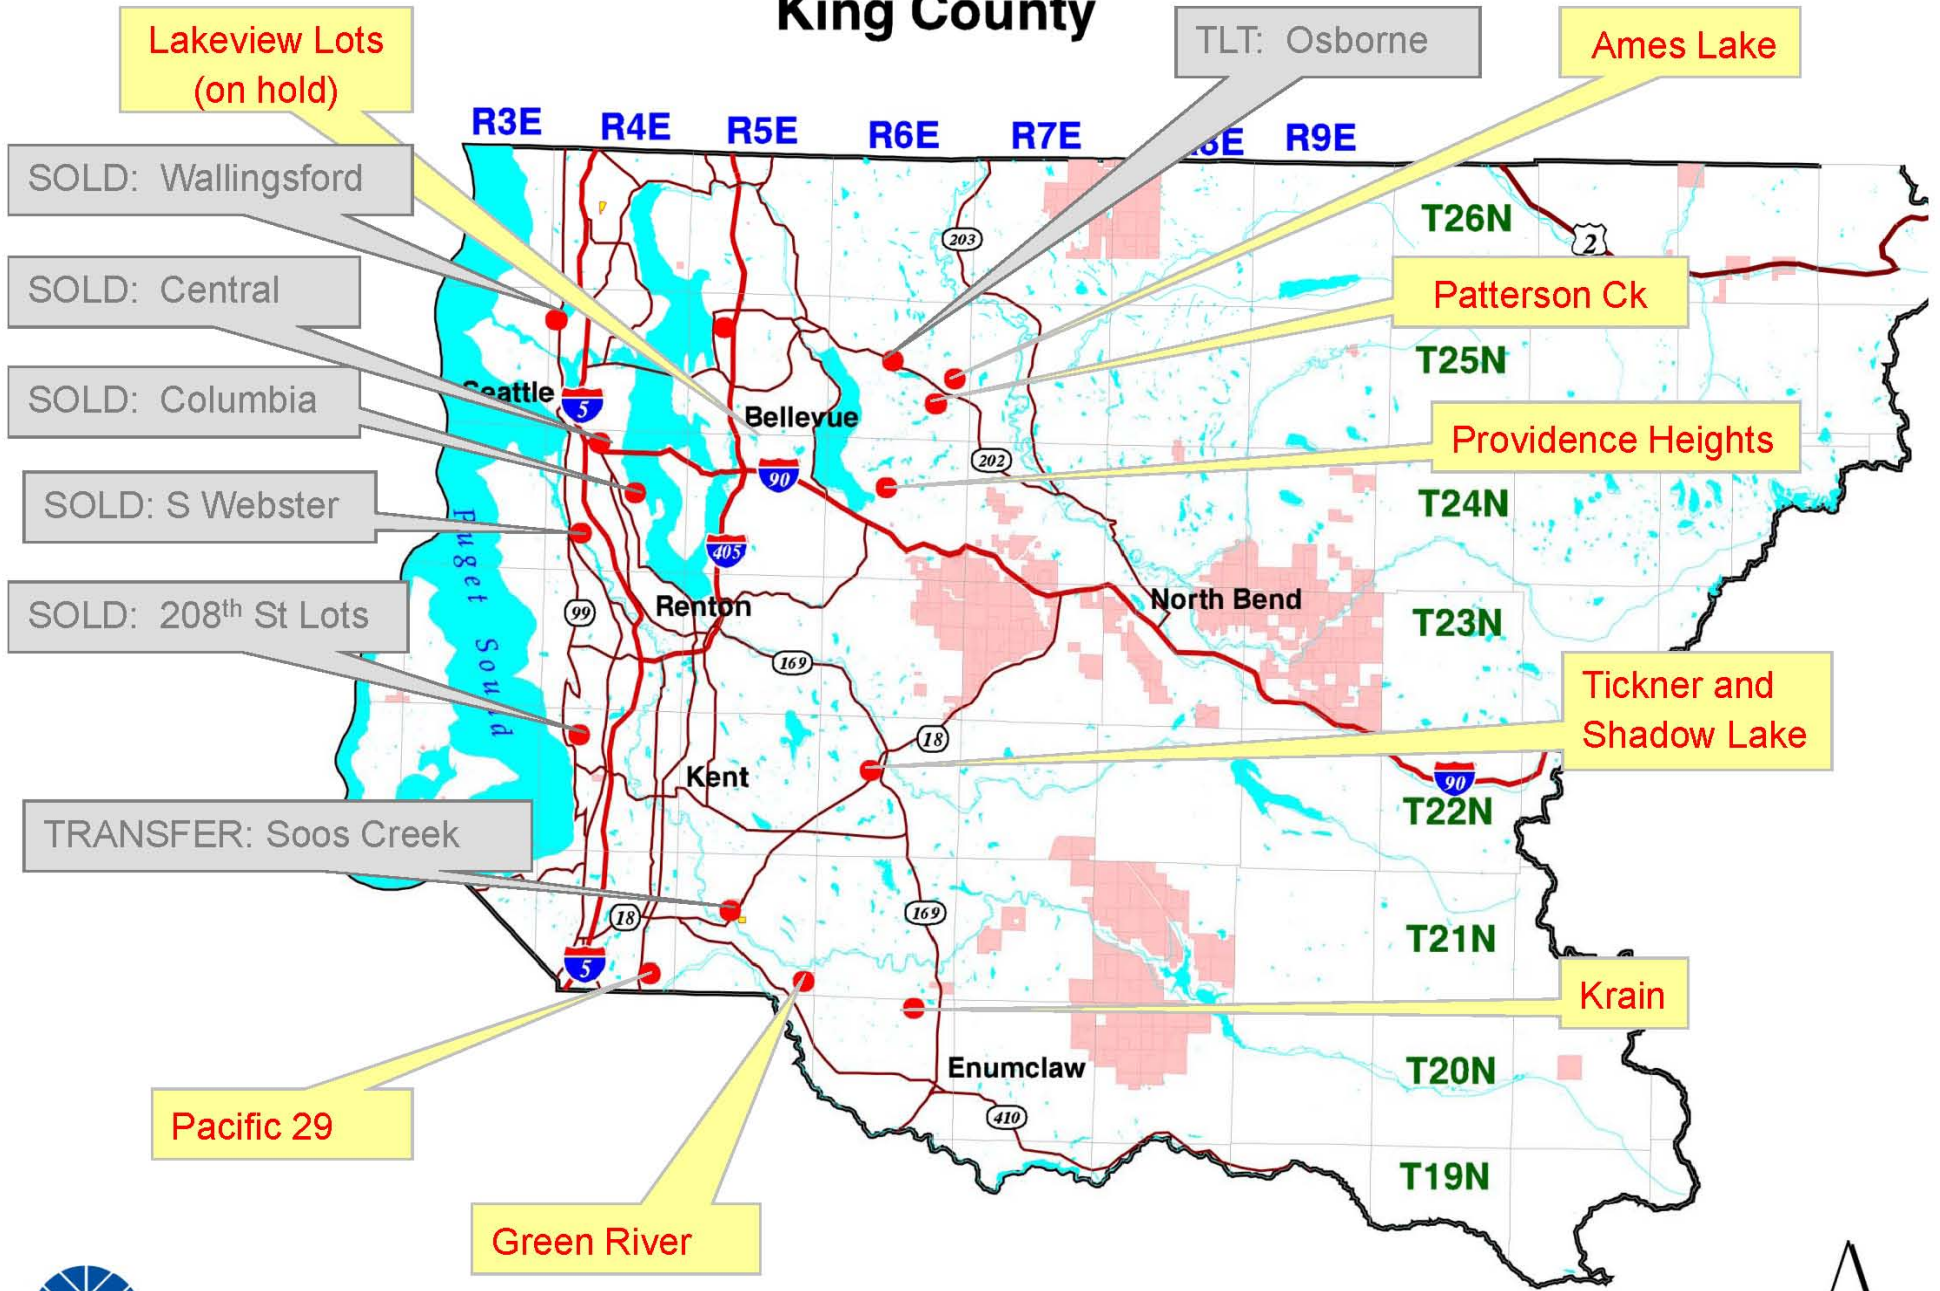 King County
Lakeview Lots
(on hold)
TLT: Osborne
Ames Lake
R3E
R4E
R5E
R6E
R7E
R9E
SOLD: Wallingsford
T26N
203
2
SOLD: Central
Patterson Ck
T25N
SOLD: Columbia
Seattle
5
Bellevue
Providence Heights
202
90
SOLD: S Webster
T24N
Puget Sound
405
SOLD: 208th St Lots
99
Renton
North Bend
T23N
169
Tickner and
Shadow Lake
18
Kent
90
T22N
TRANSFER: Soos Creek
18
169
T21N
5
Krain
Enumclaw
T20N
Pacific 29
410
T19N
Green River